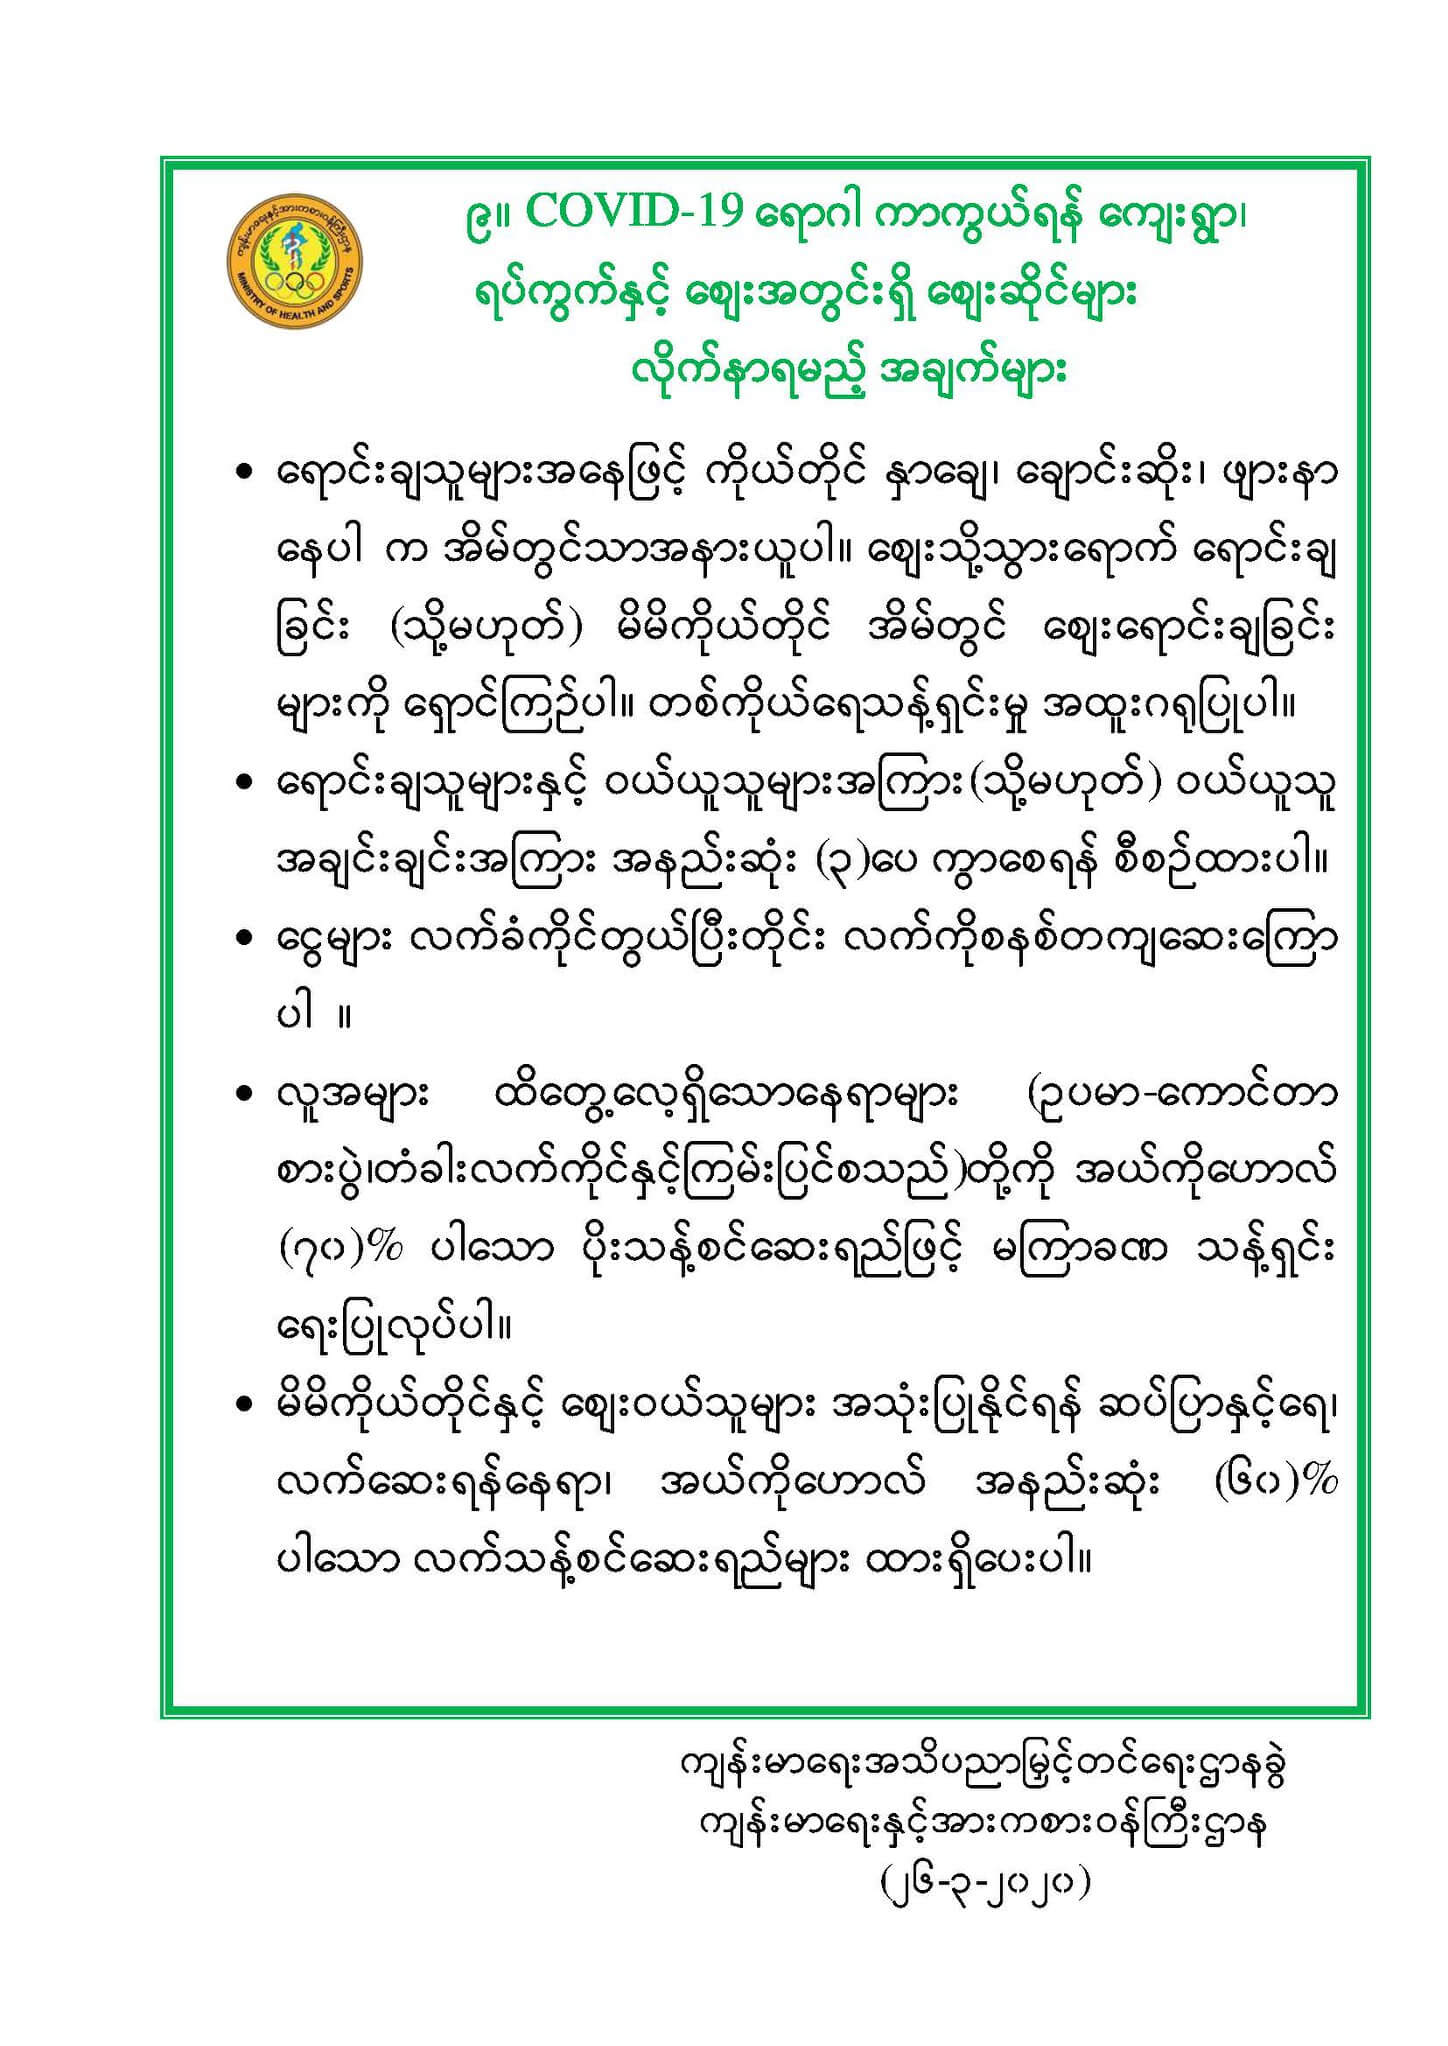 ကျန်းမာရေးနှင့်အားကစားဝန်ကြီးဌာန
MINISTRY OF HEALTH AND SPORTS
၉။ COVID-19 ရောဂါ ကာကွယ်ရန် ကျေးရွာ၊
ရပ်ကွက်နှင့် ဈေးအတွင်းရှိ ဈေးဆိုင်များ
လိုက်နာရမည့် အချက်များ
• ရောင်းချသူများအနေဖြင့် ကိုယ်တိုင် နှာချေ၊ ချောင်းဆိုး၊ ဖျားနာ
နေပါ က အိမ်တွင်သာအနားယူပါ။ ဈေးသို့သွားရောက် ရောင်းချ
ခြင်း (သို့မဟုတ်) မိမိကိုယ်တိုင် အိမ်တွင် ဈေးရောင်းချခြင်း
များကို ရှောင်ကြဉ်ပါ။ တစ်ကိုယ်ရေသန့်ရှင်းမှု အထူးဂရုပြုပါ။
• ရောင်းချသူများနှင့် ဝယ်ယူသူများအကြား(သို့မဟုတ်) ဝယ်ယူသူ
အချင်းချင်းအကြား အနည်းဆုံး (၃)ပေ ကွာစေရန် စီစဉ်ထားပါ။
• ငွေများ လက်ခံကိုင်တွယ်ပြီးတိုင်း လက်ကိုစနစ်တကျဆေးကြော
ပါ ။
• လူအများ ထိတွေ့လေ့ရှိသောနေရာများ (ဥပမာ-ကောင်တာ
စားပွဲ၊တံခါးလက်ကိုင်နှင့်ကြမ်းပြင်စသည်)တို့ကို အယ်ကိုဟောလ်
(၇၀)% ပါသော ပိုးသန့်စင်ဆေးရည်ဖြင့် မကြာခဏ သန့်ရှင်း
ရေးပြုလုပ်ပါ။
• မိမိကိုယ်တိုင်နှင့် ဈေးဝယ်သူများ အသုံးပြုနိုင်ရန် ဆပ်ပြာနှင့်ရေ၊
လက်ဆေးရန်နေရာ၊ အယ်ကိုဟောလ် အနည်းဆုံး (၆၀)%
ပါသော လက်သန့်စင်ဆေးရည်များ ထားရှိပေးပါ။
ကျန်းမာရေးအသိပညာမြှင့်တင်ရေးဌာနခွဲ
ကျန်းမာရေးနှင့်အားကစားဝန်ကြီးဌာန
(၂၆-၃-၂၀၂၀)